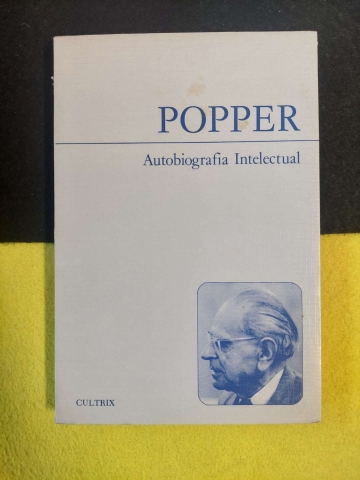 POPPER
Autobiografia Intelectual
CULTRIX